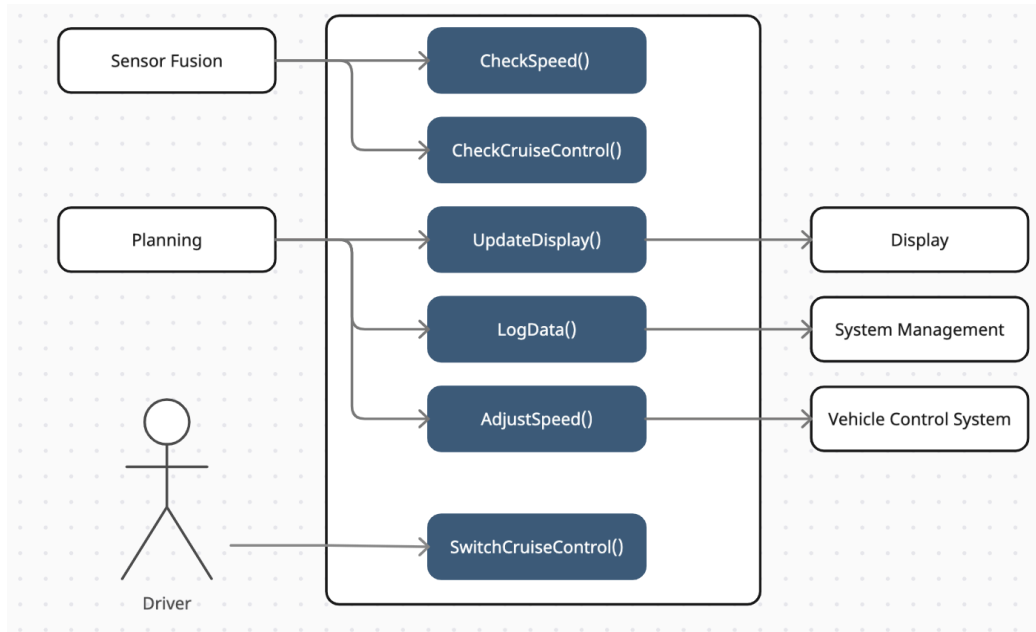 Sensor Fusion
CheckSpeed()
CheckCruiseControl()
Planning
UpdateDisplay()
Display
LogData()
System Management
AdjustSpeed()
Vehicle Control System
SwitchCruiseControl()
Driver